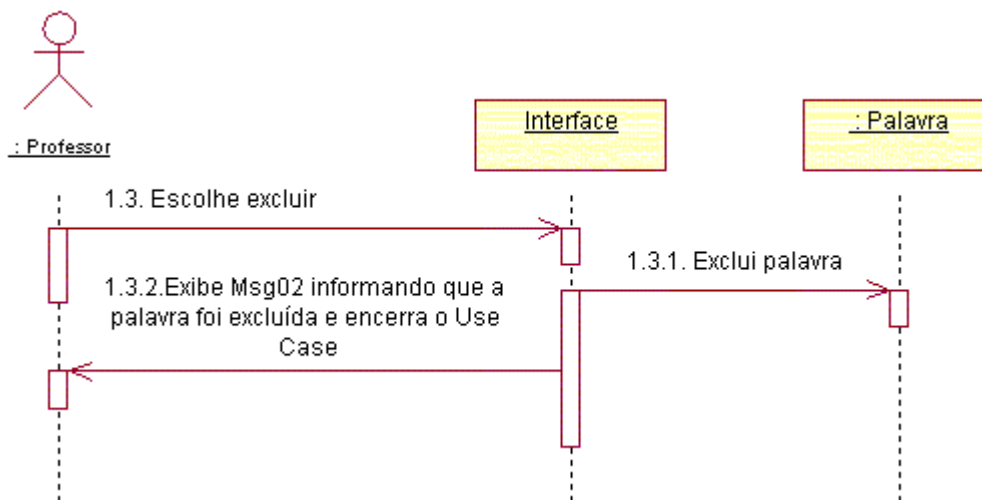 : Professor
Interface
: Palavra
1.3. Escolhe excluir
1.3.1. Exclui palavra
1.3.2.Exibe Msg02 informando que a
palavra foi excluída e encerra o Use
Case